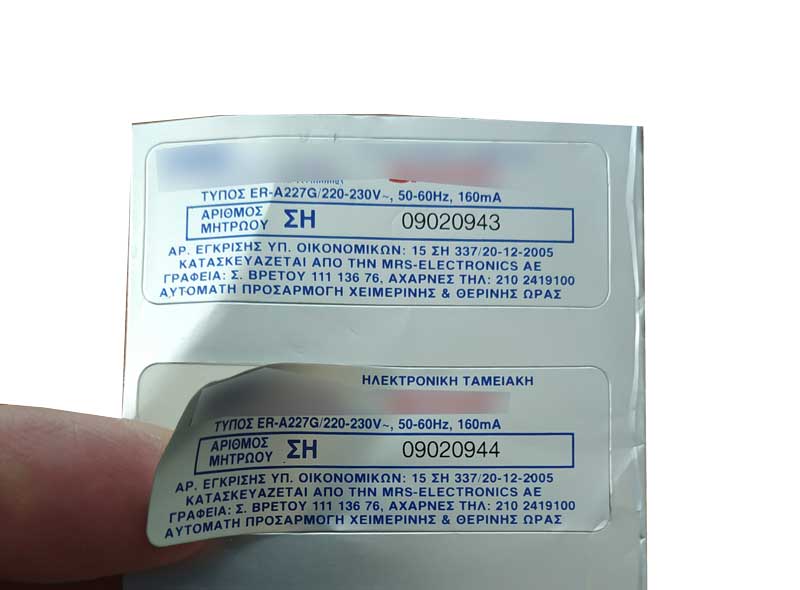 ΤΥΠΟΣ ER-A227G/220-230V~, 50-60Hz, 160mA
ΑΡΙΘΜΟΣ ΜΗΤΡΩΟΥ ΣΗ 09020943
ΑΡ. ΕΓΚΡΙΣΗΣ ΥΠ. ΟΙΚΟΝΟΜΙΚΩΝ: 15 ΣΗ 337/20-12-2005
ΚΑΤΑΣΚΕΥΑΖΕΤΑΙ ΑΠΟ ΤΗΝ MRS-ELECTRONICS AE
ΓΡΑΦΕΙΑ: Σ. ΒΡΕΤΟΥ 111 136 76, ΑΧΑΡΝΕΣ ΤΗΛ: 210 2419100
ΑΥΤΟΜΑΤΗ ΠΡΟΣΑΡΜΟΓΗ ΧΕΙΜΕΡΙΝΗΣ & ΘΕΡΙΝΗΣ ΩΡΑΣ
ΗΛΕΚΤΡΟΝΙΚΗ ΤΑΜΕΙΑΚΗ
ΤΥΠΟΣ ER-A227G/220-230V~, 50-60Hz, 160mA
ΑΡΙΘΜΟΣ ΜΗΤΡΩΟΥ ΣΗ 09020944
ΑΡ. ΕΓΚΡΙΣΗΣ ΥΠ. ΟΙΚΟΝΟΜΙΚΩΝ: 15 ΣΗ 337/20-12-2005
ΚΑΤΑΣΚΕΥΑΖΕΤΑΙ ΑΠΟ ΤΗΝ MRS-ELECTRONICS AE
ΓΡΑΦΕΙΑ: Σ. ΒΡΕΤΟΥ 111 136 76, ΑΧΑΡΝΕΣ ΤΗΛ: 210 2419100
ΑΥΤΟΜΑΤΗ ΠΡΟΣΑΡΜΟΓΗ ΧΕΙΜΕΡΙΝΗΣ & ΘΕΡΙΝΗΣ ΩΡΑΣ